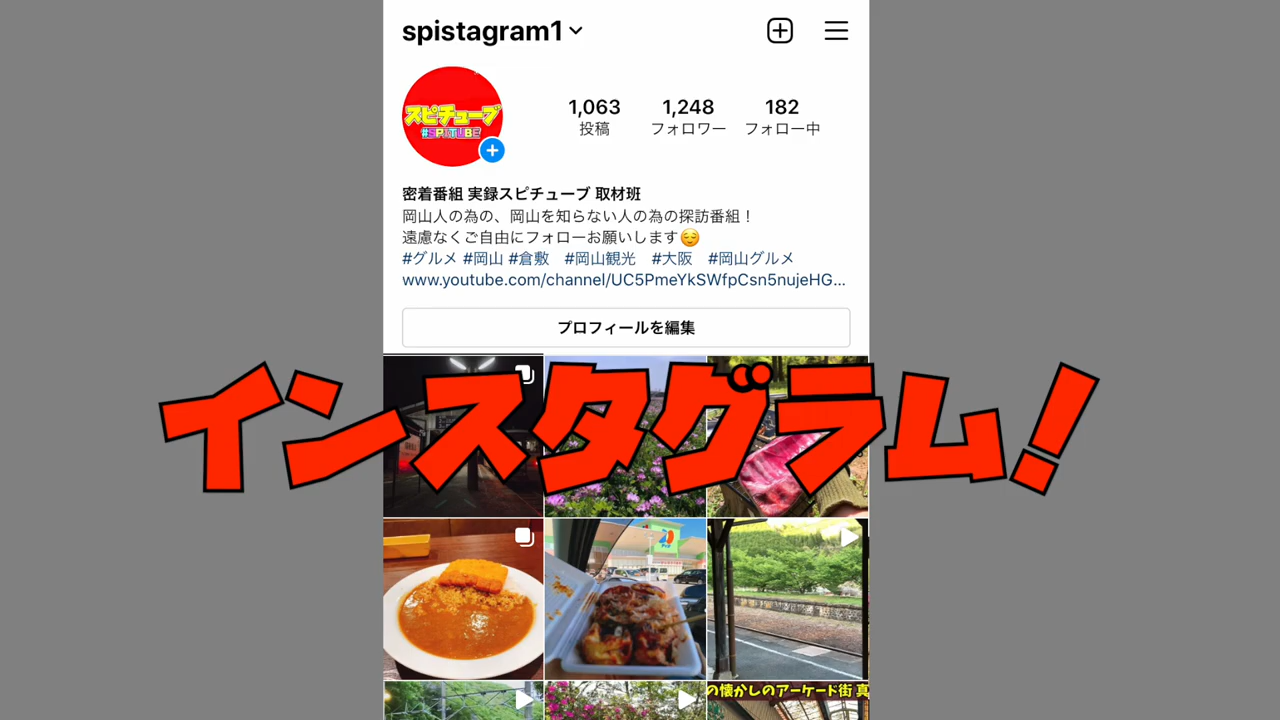 spistagram1
スピチューブ
#SPITUBE
1,063
投稿
1,248
フォロワー
182
フォロー中
密着番組 実録スピチューブ 取材班
岡山人の為の、岡山を知らない人の為の探訪番組！
遠慮なくご自由にフォローお願いします😌
#グルメ #岡山 #倉敷　#岡山観光　#大阪　#岡山グルメ
www.youtube.com/channel/UC5PmeYkSWfpCsn5nujeHG...
プロフィールを編集
インスタグラム！
の懐かしのアーケード街 真